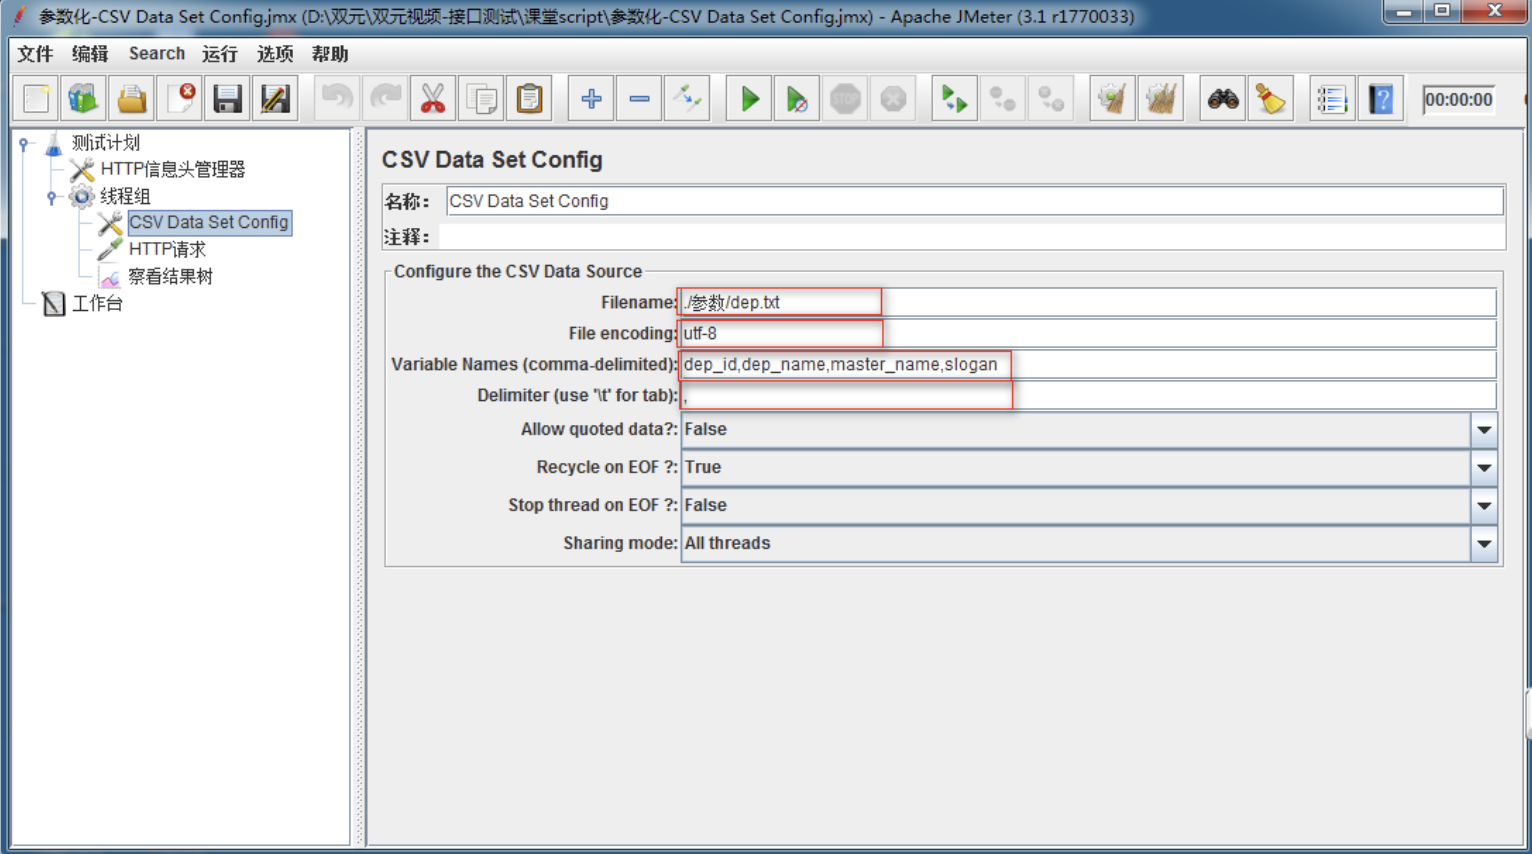 参数化-CSV Data Set Config.jmx (D:\双元\双元视频-接口测试\课堂script\参数化-CSV Data Set Config.jmx) - Apache JMeter (3.1 r1770033)
文件 编辑 Search 运行 选项 帮助
STOP
00:00:00
测试计划
HTTP信息头管理器
线程组
CSV Data Set Config
HTTP请求
察看结果树
工作台
CSV Data Set Config
名称： CSV Data Set Config
注释：
Configure the CSV Data Source
Filename: ./参数/dep.txt
File encoding: utf-8
Variable Names (comma-delimited): dep_id,dep_name,master_name,slogan
Delimiter (use '\t' for tab): ,
Allow quoted data?: False
Recycle on EOF ?: True
Stop thread on EOF ?: False
Sharing mode: All threads